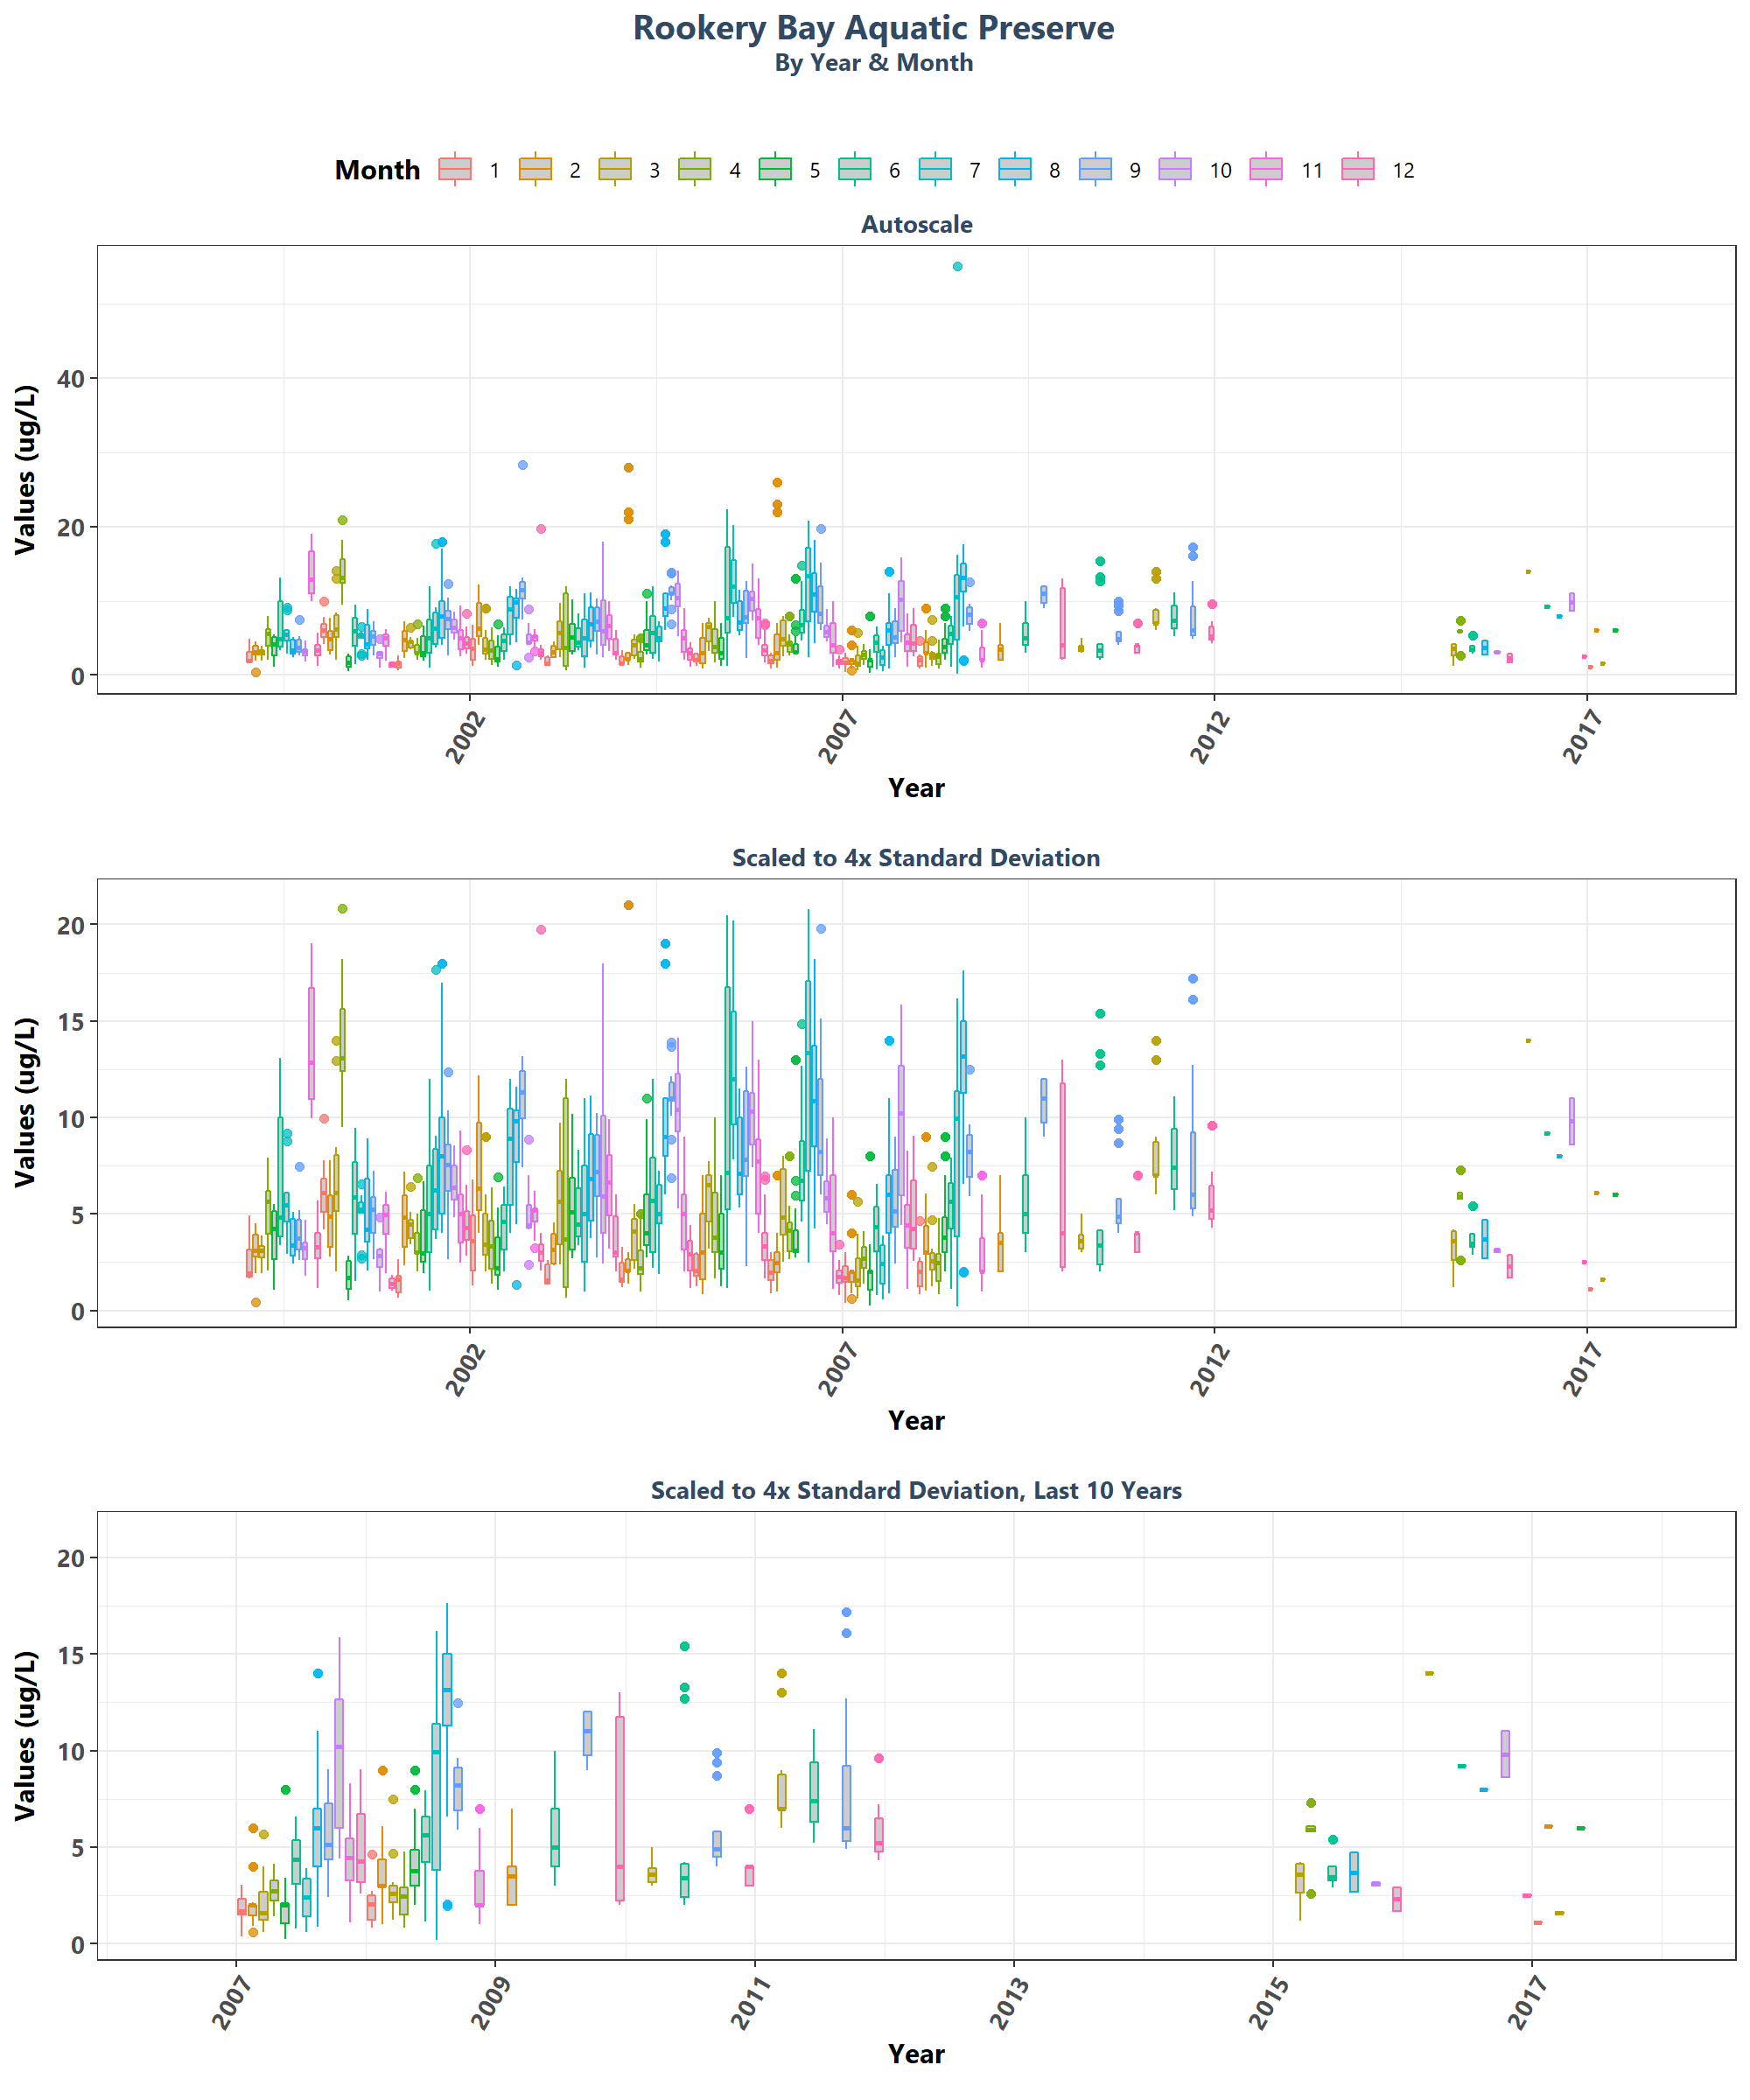 Rookery Bay Aquatic Preserve
By Year & Month
Month 1 2 3 4 5 6 7 8 9 10 11 12
Autoscale
Values (ug/L)
40
20
0
2002 2007 2012 2017
Year
Scaled to 4x Standard Deviation
Values (ug/L)
20
15
10
5
0
2002 2007 2012 2017
Year
Scaled to 4x Standard Deviation, Last 10 Years
Values (ug/L)
20
15
10
5
0
2007 2009 2011 2013 2015 2017
Year